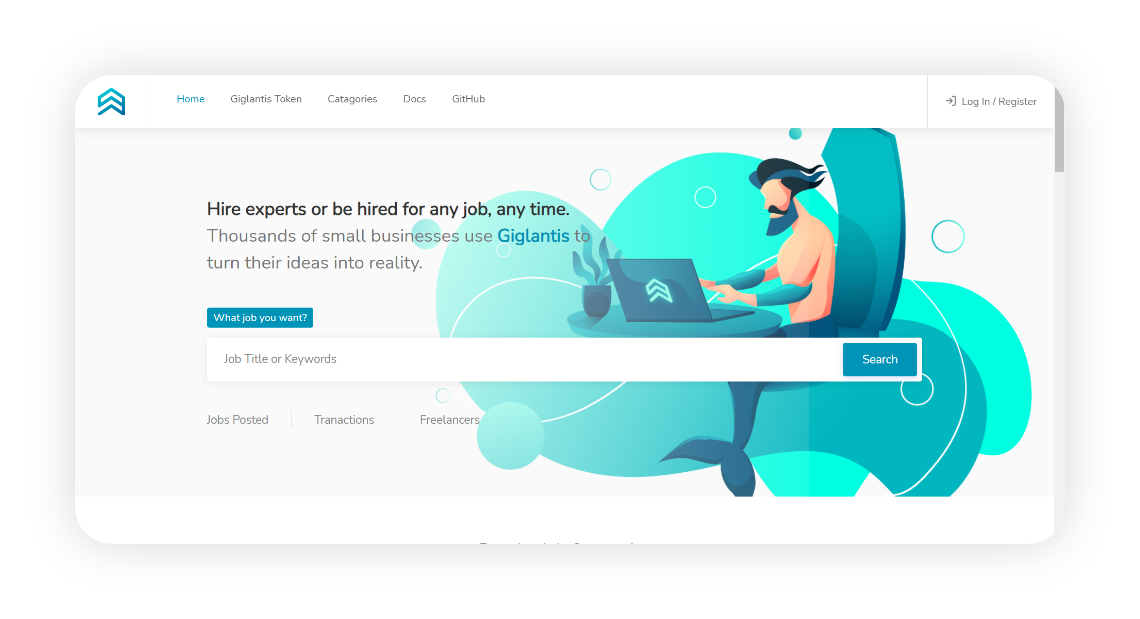 Home Giglantis Token Catagories Docs GitHub Log In / Register
Hire experts or be hired for any job, any time.
Thousands of small businesses use Giglantis to
turn their ideas into reality.
What job you want?
Job Title or Keywords Search
Jobs Posted Tranactions Freelancers